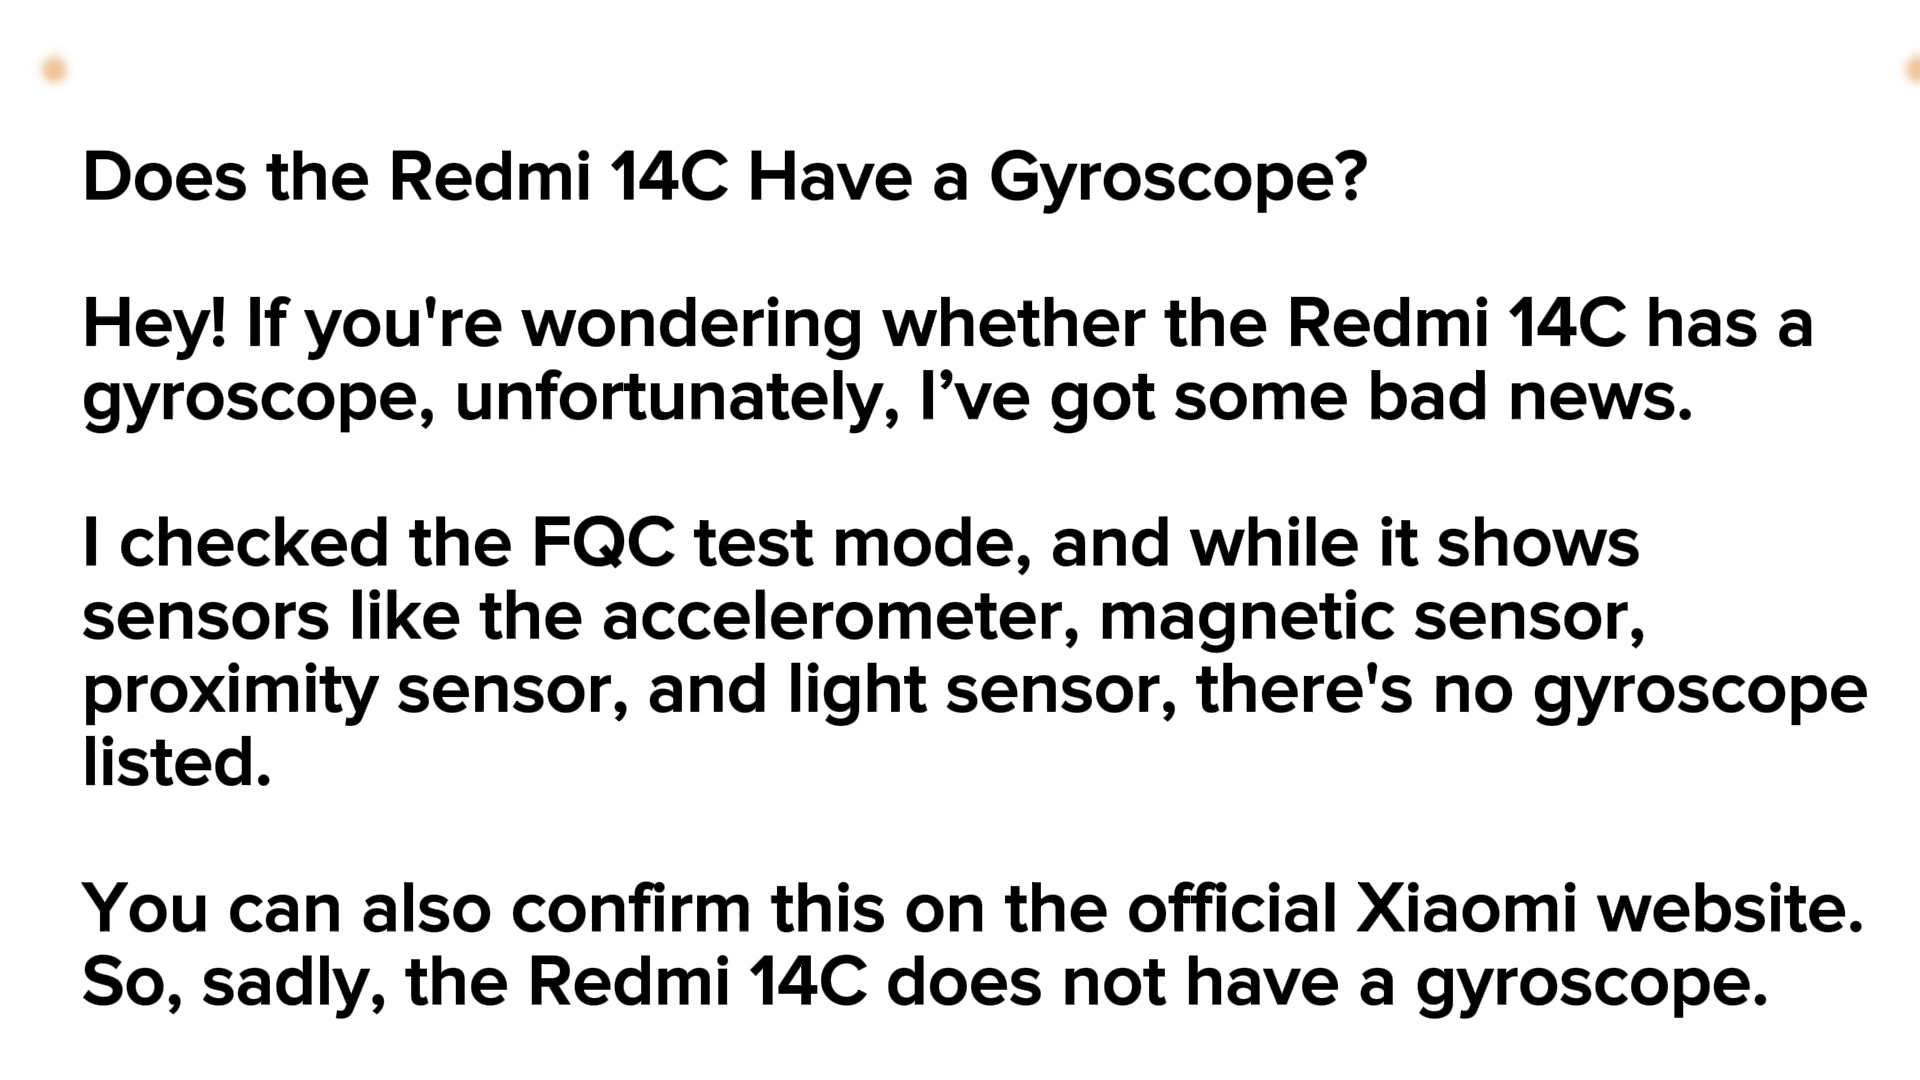 Does the Redmi 14C Have a Gyroscope?
Hey! If you're wondering whether the Redmi 14C has a
gyroscope, unfortunately, I’ve got some bad news.
I checked the FQC test mode, and while it shows
sensors like the accelerometer, magnetic sensor,
proximity sensor, and light sensor, there's no gyroscope
listed.
You can also confirm this on the official Xiaomi website.
So, sadly, the Redmi 14C does not have a gyroscope.